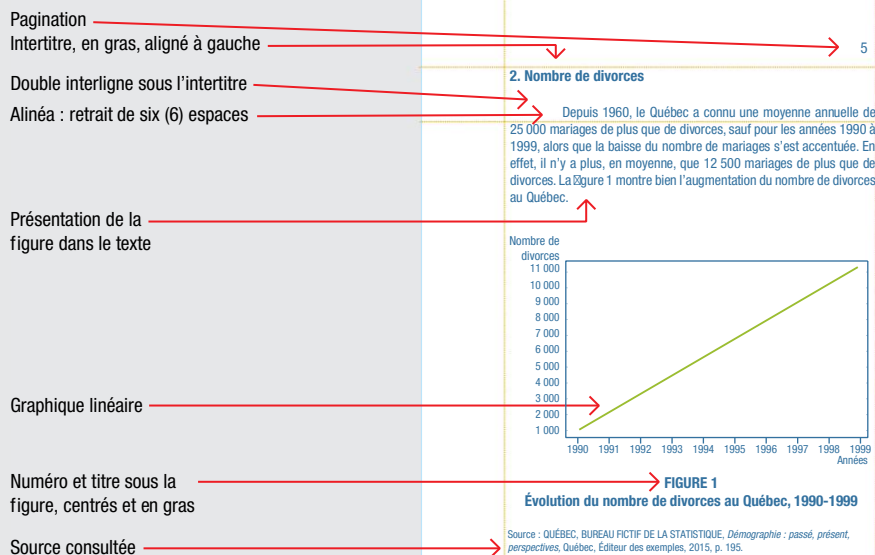 Pagination
Intertitre, en gras, aligné à gauche
Double interligne sous l'intertitre
Alinéa : retrait de six (6) espaces
Présentation de la
figure dans le texte
Graphique linéaire
Numéro et titre sous la
figure, centrés et en gras
Source consultée
5
2. Nombre de divorces
Depuis 1960, le Québec a connu une moyenne annuelle de
25 000 mariages de plus que de divorces, sauf pour les années 1990 à
1999, alors que la baisse du nombre de mariages s'est accentuée. En
effet, il n'y a plus, en moyenne, que 12 500 mariages de plus que de
divorces. La gure 1 montre bien l'augmentation du nombre de divorces
au Québec.
Nombre de
divorces
11 000
10 000
9 000
8 000
7 000
6 000
5 000
4 000
3 000
2 000
1 000
1990 1991 1992 1993 1994 1995 1996 1997 1998 1999
Années
FIGURE 1
Évolution du nombre de divorces au Québec, 1990-1999
Source : QUÉBEC, BUREAU FICTIF DE LA STATISTIQUE, Démographie : passé, présent,
perspectives, Québec, Éditeur des exemples, 2015, p. 195.